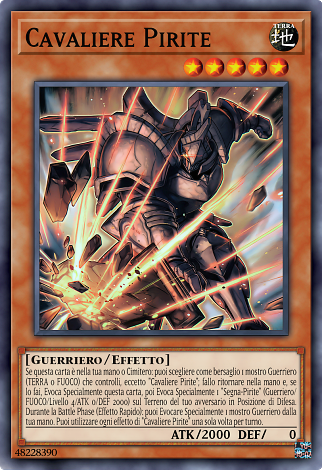 Cavaliere Pirite
TERRA
地
[Guerriero/Effetto]
Se questa carta è nella tua mano o Cimitero: puoi scegliere come bersaglio 1 mostro Guerriero
(TERRA o FUOCO) che controlli, eccetto "Cavaliere Pirite"; fallo ritornare nella mano e, se
lo fai, Evoca Specialmente questa carta, poi Evoca Specialmente 1 "Segna-Pirite" (Guerriero/
FUOCO/Livello 4/ATK 0/DEF 2000) sul Terreno del tuo avversario in Posizione di Difesa.
Durante la Battle Phase (Effetto Rapido): puoi Evocare Specialmente 1 mostro Guerriero dalla
tua mano. Puoi utilizzare ogni effetto di "Cavaliere Pirite" una sola volta per turno.
ATK/2000 DEF/ 0
48228390